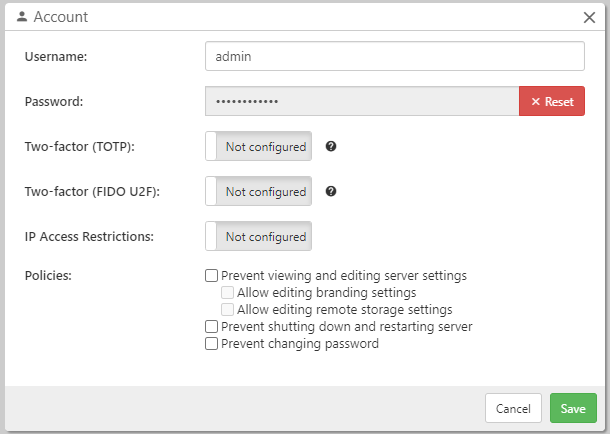 Account
Username:
admin
Password:
••••••••••••
Reset
Two-factor (TOTP):
Not configured
Two-factor (FIDO U2F):
Not configured
IP Access Restrictions:
Not configured
Policies:
Prevent viewing and editing server settings
Allow editing branding settings
Allow editing remote storage settings
Prevent shutting down and restarting server
Prevent changing password
Cancel
Save